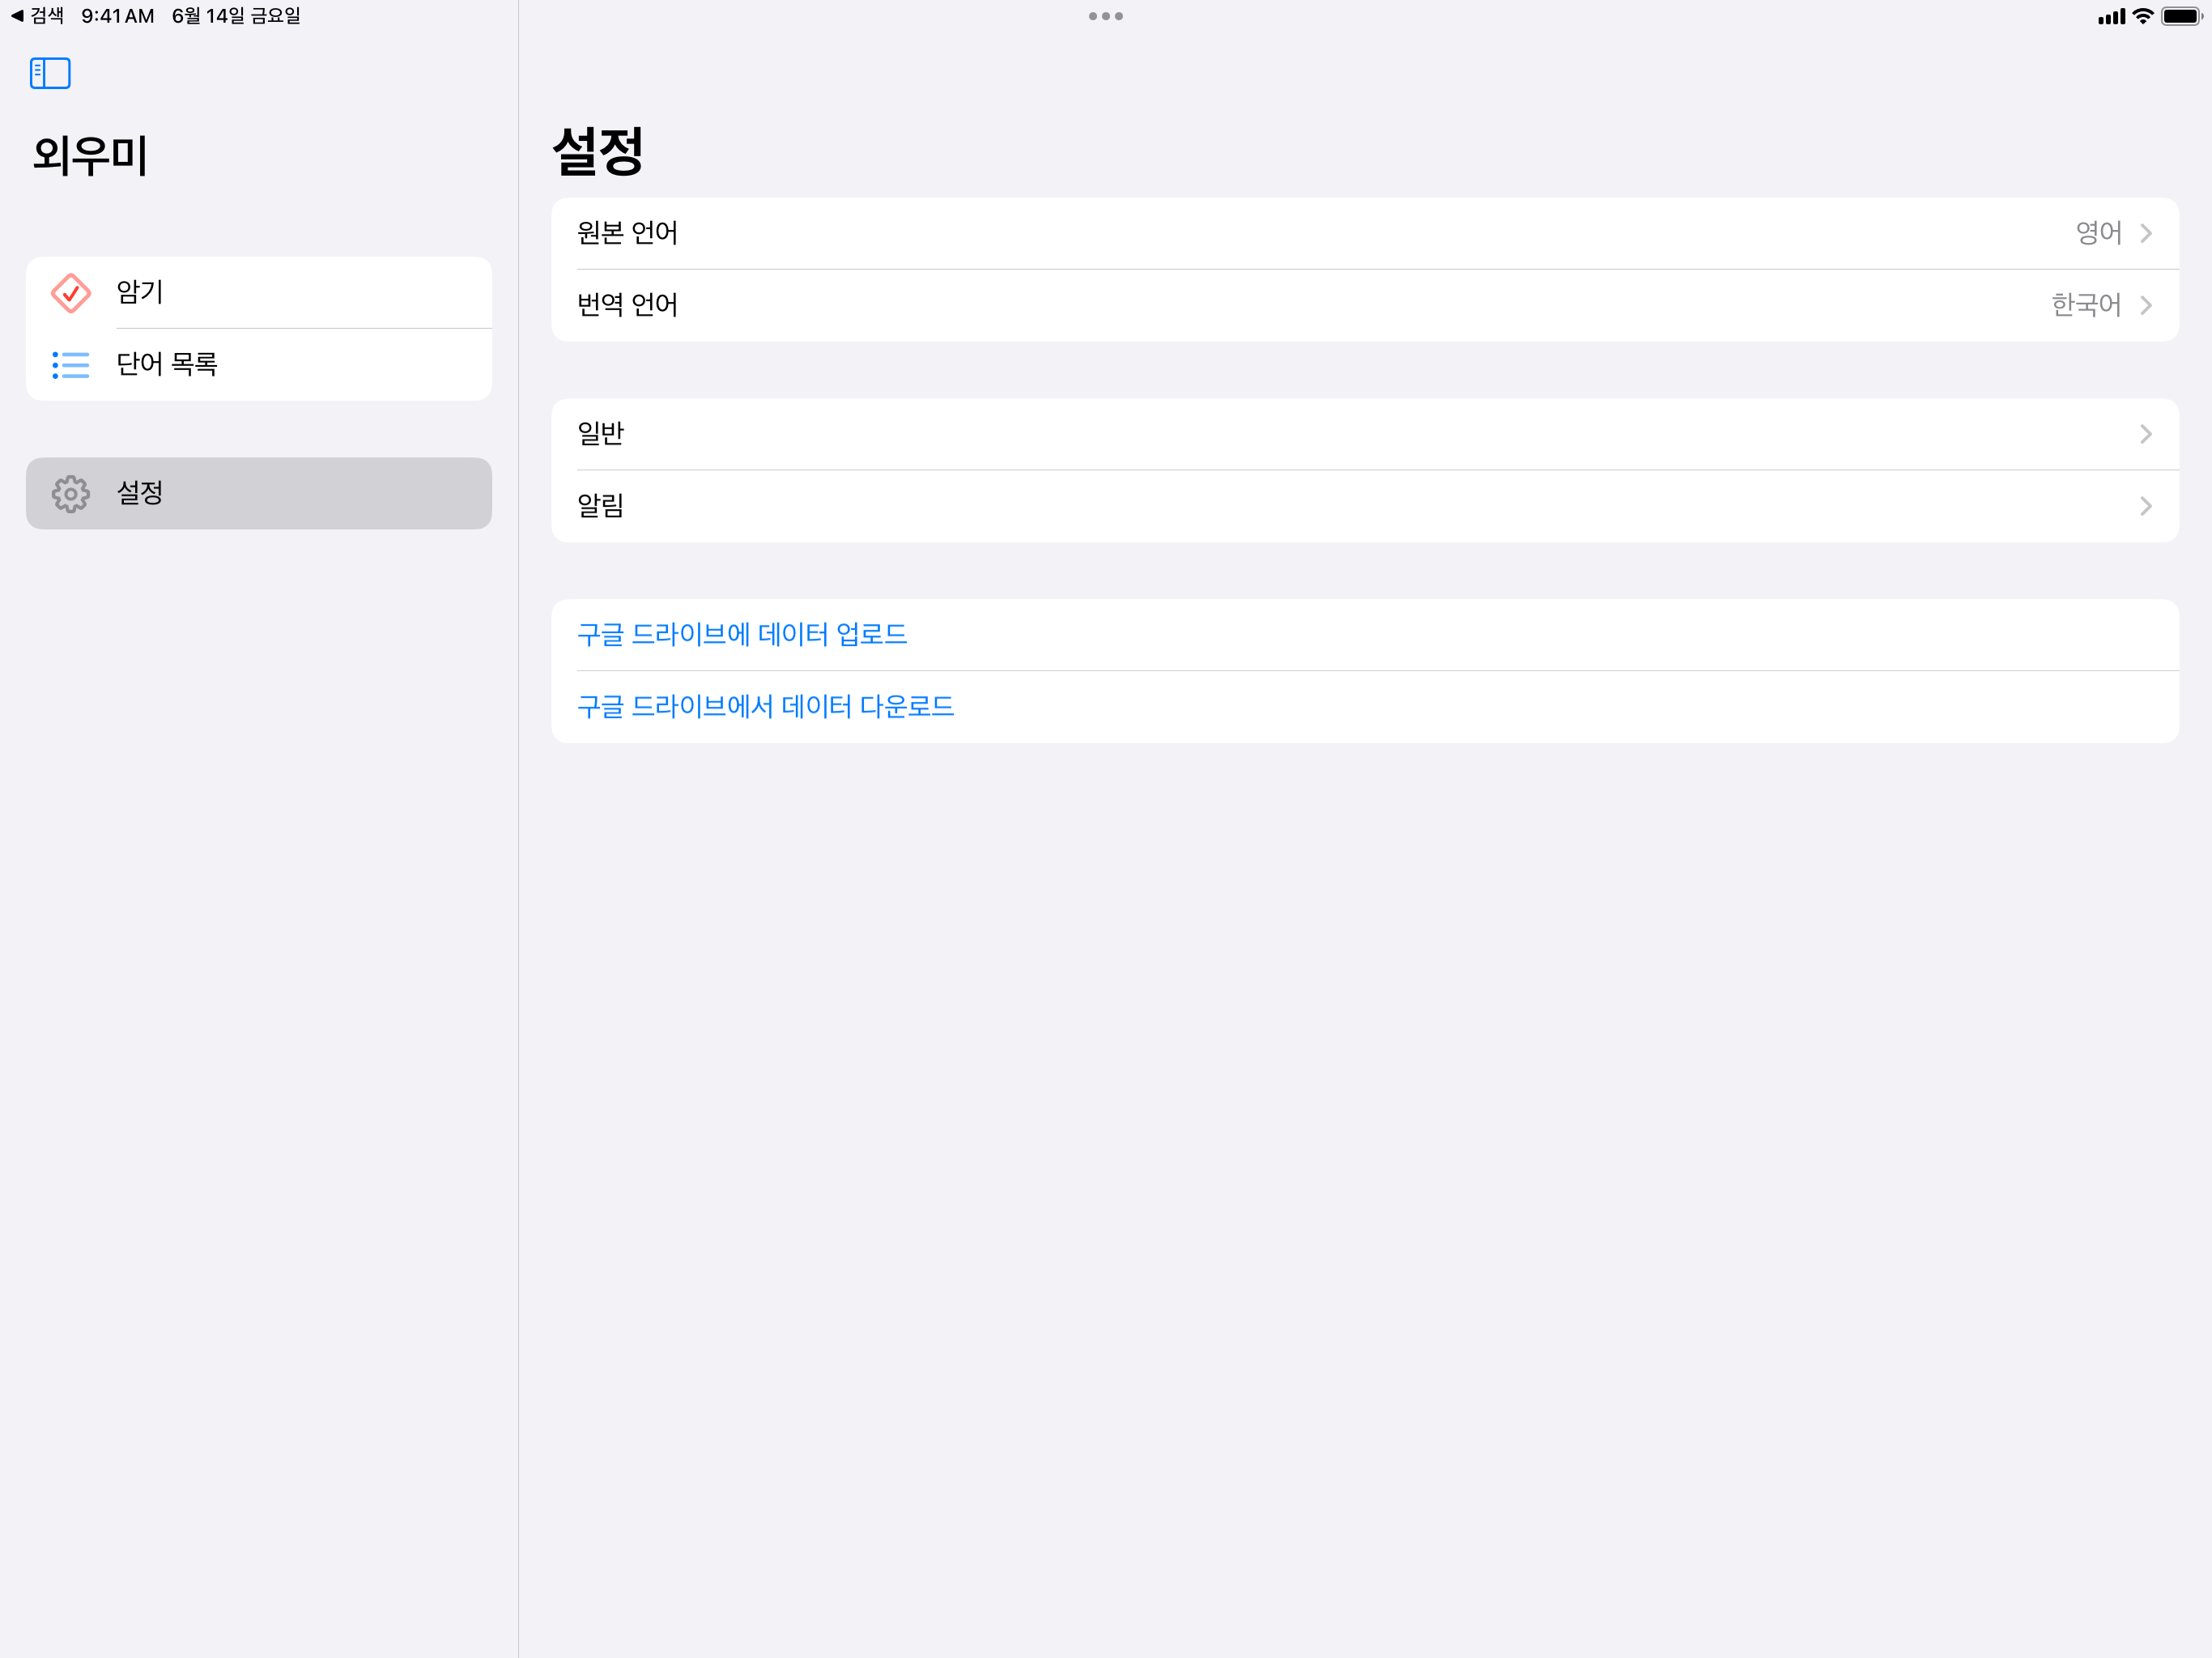 검색 9:41 AM 6월 14일 금요일
외우미
암기
단어 목록
설정
설정
원본 언어 영어
번역 언어 한국어
일반
알림
구글 드라이브에 데이터 업로드
구글 드라이브에서 데이터 다운로드